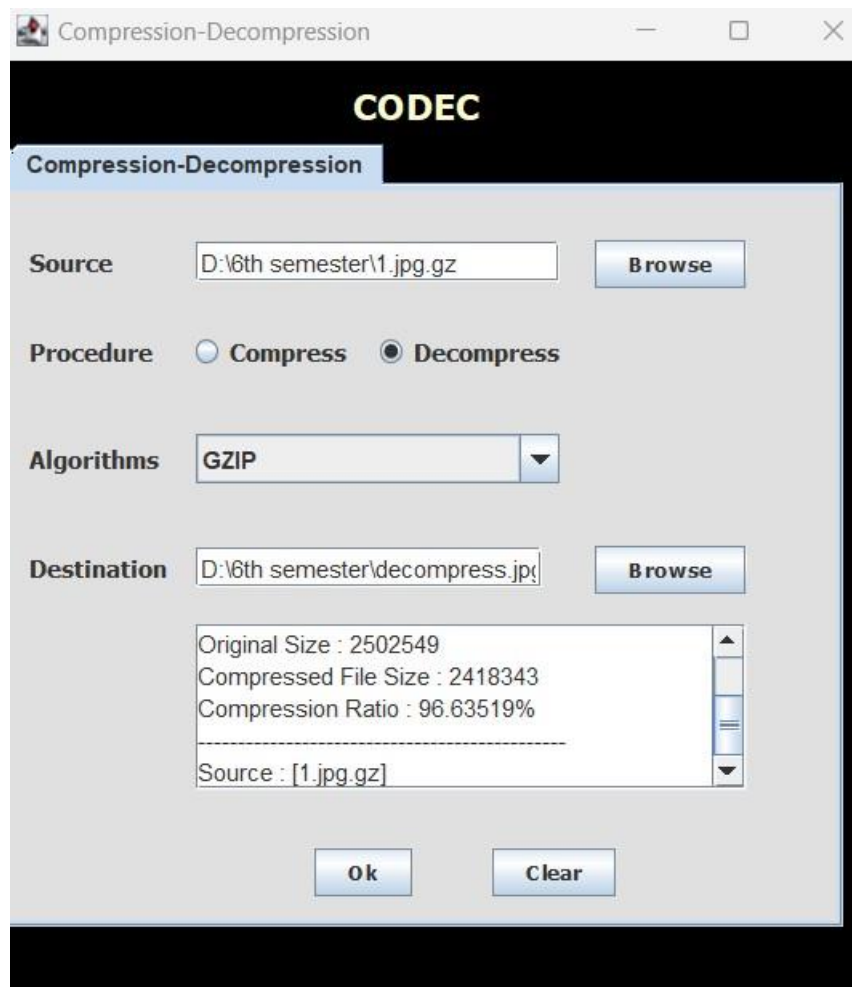 Compression-Decompression
CODEC
Compression-Decompression
Source D:\6th semester\1.jpg.gz Browse
Procedure Compress Decompress
Algorithms GZIP
Destination D:\6th semester\decompress.jpg Browse
Original Size : 2502549
Compressed File Size : 2418343
Compression Ratio : 96.63519%
----------------------------------------------
Source : [1.jpg.gz]
Ok Clear